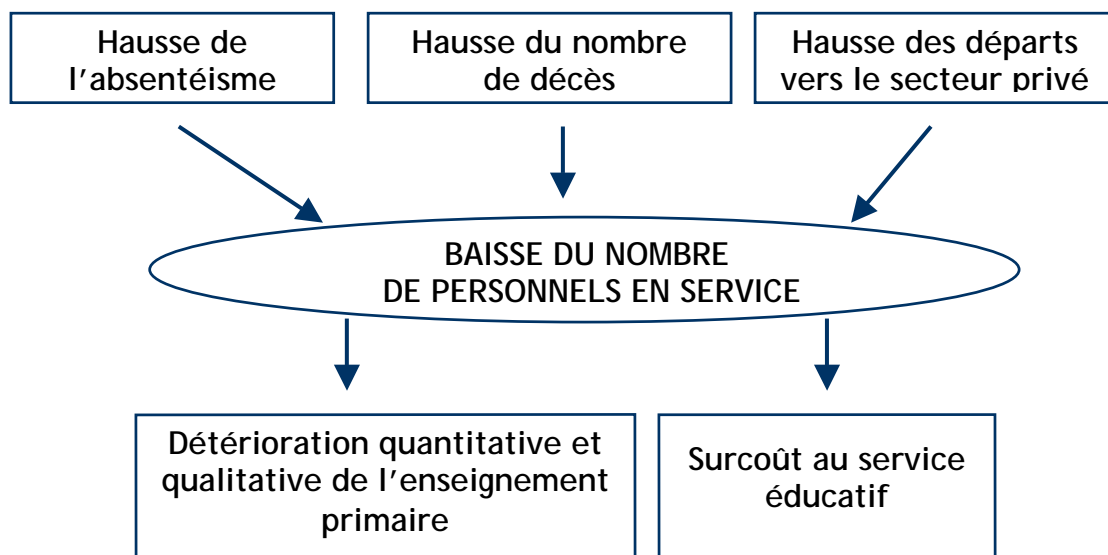 Hausse de
l'absentéisme
Hausse du nombre
de décès
Hausse des départs
vers le secteur privé
BAISSE DU NOMBRE
DE PERSONNELS EN SERVICE
Détérioration quantitative et
qualitative de l'enseignement
primaire
Surcoût au service
éducatif